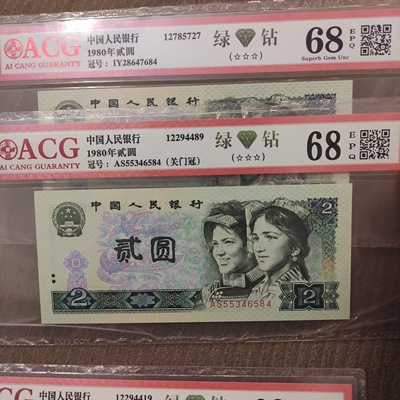 ACG
AI CANG GUARANTY
中国人民银行 12785727
1980年贰圆
冠号：IY28647684
绿 钻
(☆☆☆)
68 EPQ
Superb Gem Unc
中国人民银行
ACG
AI CANG GUARANTY
中国人民银行 12294489
1980年贰圆
冠号：AS55346584 (关门冠)
绿 钻
(☆☆☆)
68 EPQ
中国人民银行
2
贰圆
AS55346584
2
2
ACG
中国人民银行 12294419
绿 钻